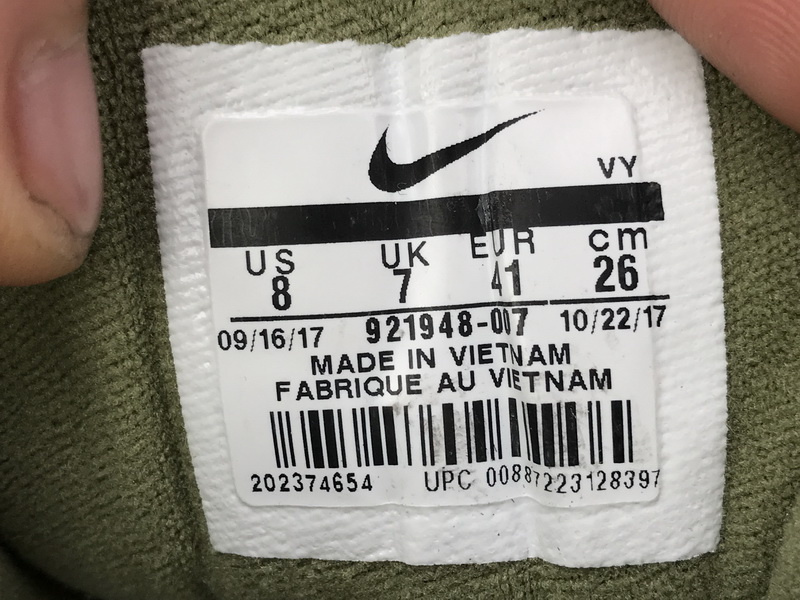 VY
US UK EUR cm
8 7 41 26
09/16/17 921948-007 10/22/17
MADE IN VIETNAM
FABRIQUE AU VIETNAM
202374654 UPC 00887223128397